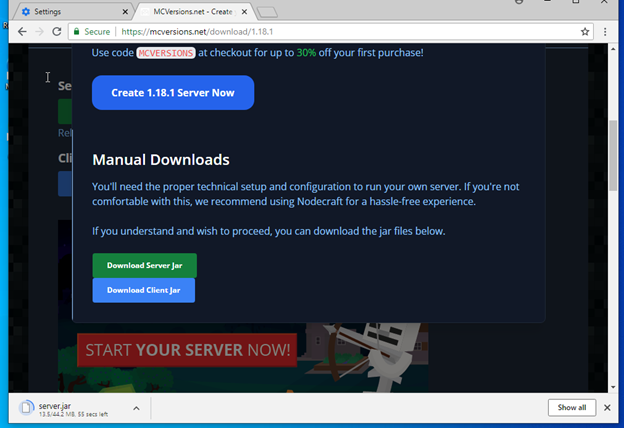 Settings
MCVersions.net - Create
Secure
https://mcversions.net/download/1.18.1
Use code MCVERSIONS at checkout for up to 30% off your first purchase!
Create 1.18.1 Server Now
Se
Rel
Cli
Manual Downloads
You'll need the proper technical setup and configuration to run your own server. If you're not
comfortable with this, we recommend using Nodecraft for a hassle-free experience.
If you understand and wish to proceed, you can download the jar files below.
Download Server Jar
Download Client Jar
START YOUR SERVER NOW!
server.jar
13.5/44.2 MB, 55 secs left
Show all